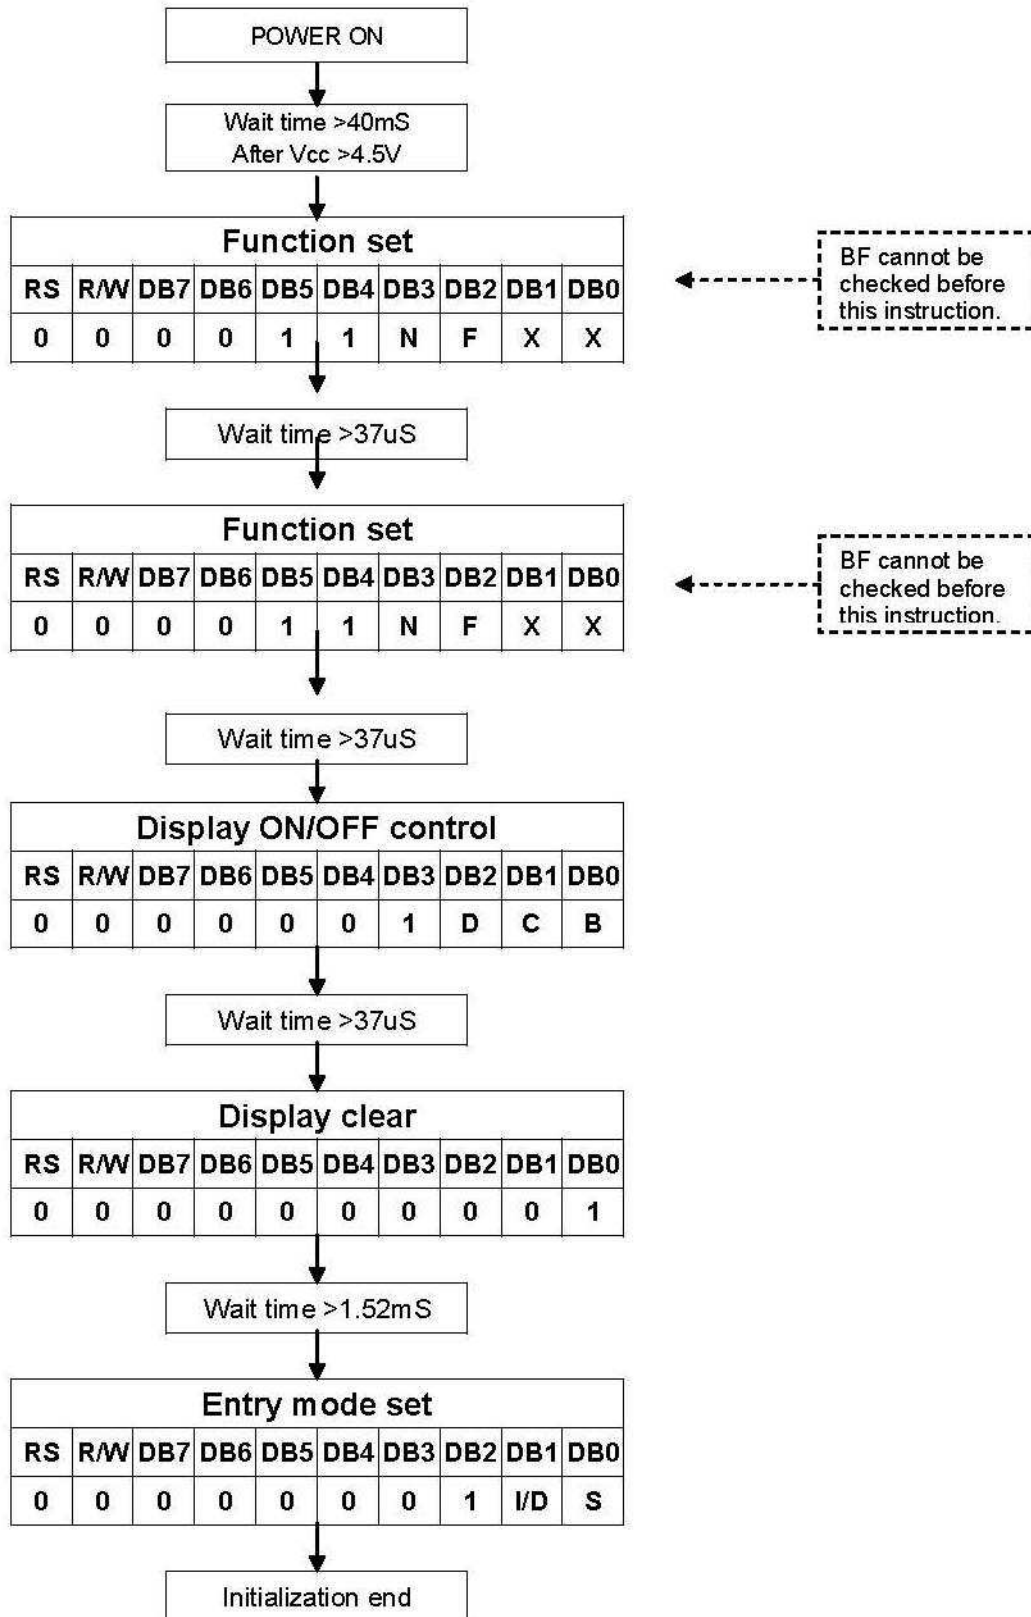 POWER ON
Wait time >40mS
After Vcc >4.5V
Function set
RS R/W DB7 DB6 DB5 DB4 DB3 DB2 DB1 DB0
0 0 0 0 1 1 N F X X
BF cannot be
checked before
this instruction.
Wait time >37uS
Function set
RS R/W DB7 DB6 DB5 DB4 DB3 DB2 DB1 DB0
0 0 0 0 1 1 N F X X
BF cannot be
checked before
this instruction.
Wait time >37uS
Display ON/OFF control
RS R/W DB7 DB6 DB5 DB4 DB3 DB2 DB1 DB0
0 0 0 0 0 0 1 D C B
Wait time >37uS
Display clear
RS R/W DB7 DB6 DB5 DB4 DB3 DB2 DB1 DB0
0 0 0 0 0 0 0 0 0 1
Wait time >1.52mS
Entry mode set
RS R/W DB7 DB6 DB5 DB4 DB3 DB2 DB1 DB0
0 0 0 0 0 0 0 1 I/D S
Initialization end